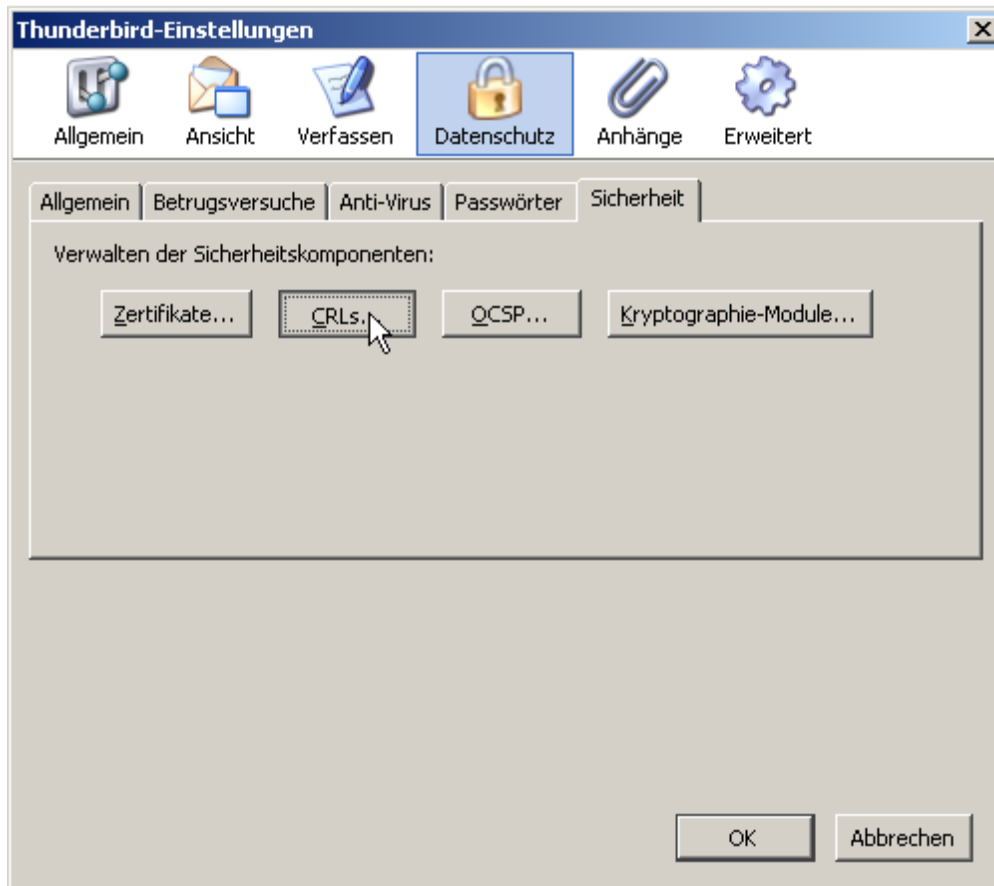 Thunderbird-Einstellungen
Allgemein Ansicht Verfassen Datenschutz Anhänge Erweitert
Allgemein Betrugsversuche Anti-Virus Passwörter Sicherheit
Verwalten der Sicherheitskomponenten:
Zertifikate... CRLs... OCSP... Kryptographie-Module...
OK Abbrechen